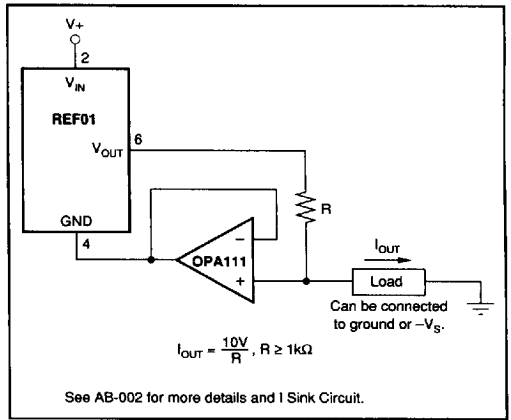 V+
2
V_IN
REF01
6
V_OUT
R
GND
4
−
OPA111
+
I_OUT
Load
Can be connected
to ground or −V_S.
I_OUT = 10V/R , R ≥ 1kΩ
See AB-002 for more details and I Sink Circuit.